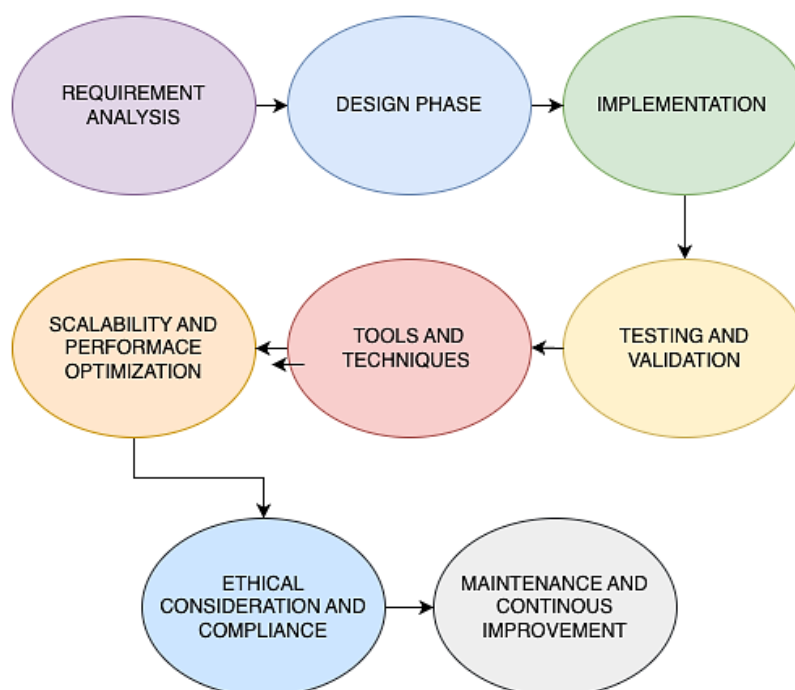 REQUIREMENT
ANALYSIS
DESIGN PHASE
IMPLEMENTATION
SCALABILITY AND
PERFORMACE
OPTIMIZATION
TOOLS AND
TECHNIQUES
TESTING AND
VALIDATION
ETHICAL
CONSIDERATION AND
COMPLIANCE
MAINTENANCE AND
CONTINOUS
IMPROVEMENT